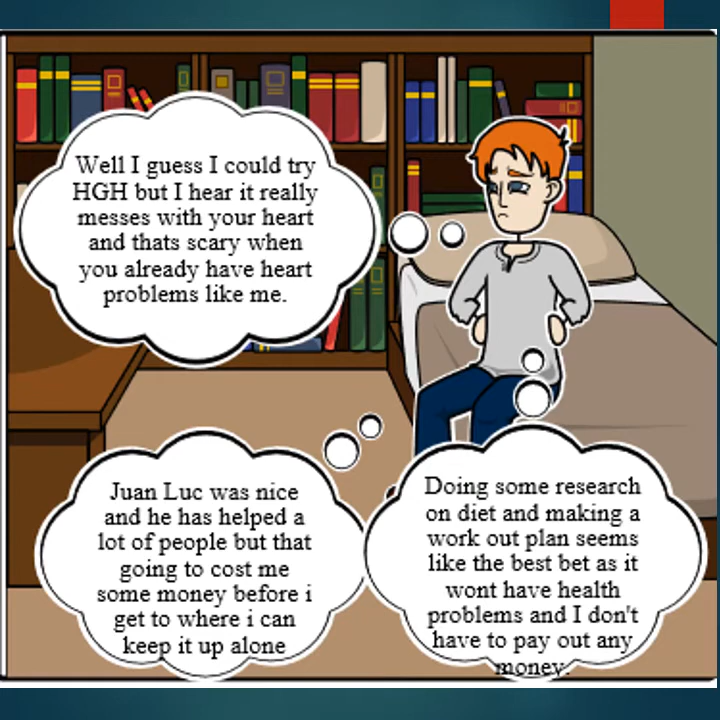 Well I guess I could try
HGH but I hear it really
messes with your heart
and thats scary when
you already have heart
problems like me.
Juan Luc was nice
and he has helped a
lot of people but that
going to cost me
some money before i
get to where i can
keep it up alone
Doing some research
on diet and making a
work out plan seems
like the best bet as it
wont have health
problems and I don't
have to pay out any
money.